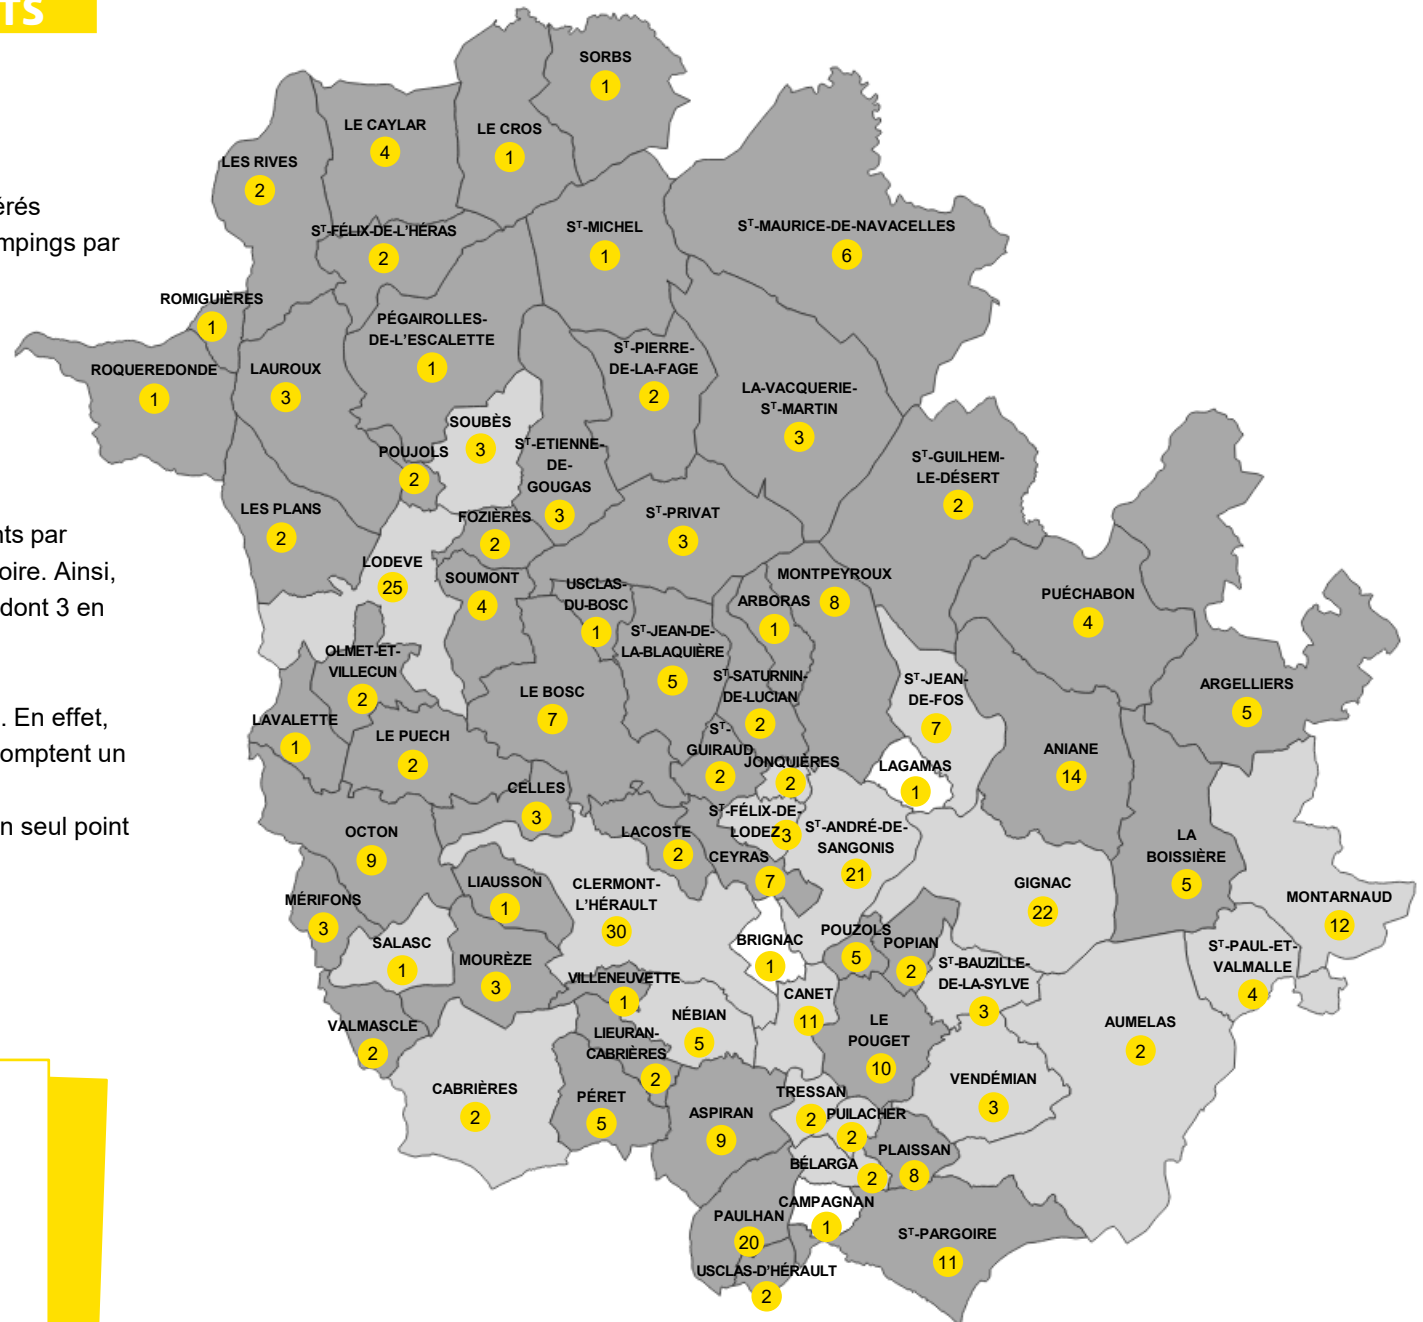 TS
érés
mpings par
nts par
oire. Ainsi,
dont 3 en
. En effet,
omptent un
n seul point
SORBS
1
LE CAYLAR
4
LE CROS
1
LES RIVES
2
ST-FÉLIX-DE-L'HÉRAS
2
ST-MICHEL
1
ST-MAURICE-DE-NAVACELLES
6
ROMIGUIÈRES
1
PÉGAIROLLES-
DE-L'ESCALETTE
1
ROQUEREDONDE
1
LAUROUX
3
ST-PIERRE-
DE-LA-FAGE
2
LA-VACQUERIE-
ST-MARTIN
3
SOUBÈS
3
POUJOLS
2
ST-ETIENNE-
DE-
GOUGAS
3
ST-GUILHEM-
LE-DÉSERT
2
LES PLANS
2
FOZIÈRES
2
ST-PRIVAT
3
LODEVE
25
SOUMONT
4
USCLAS-
DU-BOSC
1
ARBORAS
1
MONTPEYROUX
8
PUÉCHABON
4
ST-JEAN-DE-
LA-BLAQUIÈRE
5
OLMET-ET-
VILLECUN
2
ST-SATURNIN-
DE-LUCIAN
2
ST-JEAN-
DE-FOS
7
ARGELLIERS
5
LE BOSC
7
LAVALETTE
1
LE PUECH
2
ST-
GUIRAUD
2
JONQUIÈRES
2
LAGAMAS
1
ANIANE
14
CELLES
3
OCTON
9
LACOSTE
2
ST-FÉLIX-DE-
LODEZ
3
CEYRAS
7
ST-ANDRÉ-DE-
SANGONIS
21
LA
BOISSIÈRE
5
LIAUSSON
1
CLERMONT-
L'HÉRAULT
30
GIGNAC
22
MONTARNAUD
12
MÉRIFONS
3
SALASC
1
MOURÈZE
3
BRIGNAC
1
POUZOLS
5
POPIAN
2
ST-BAUZILLE-
DE-LA-SYLVE
3
ST-PAUL-ET-
VALMALLE
4
VILLENEUVETTE
1
NÉBIAN
5
CANET
11
LE
POUGET
10
AUMELAS
2
VALMASCLE
2
LIEURAN-
CABRIÈRES
2
CABRIÈRES
2
PÉRET
5
ASPIRAN
9
TRESSAN
2
PUILACHER
2
VENDÉMIAN
3
BÉLARGA
2
PLAISSAN
8
CAMPAGNAN
1
PAULHAN
20
ST-PARGOIRE
11
USCLAS-D'HÉRAULT
2